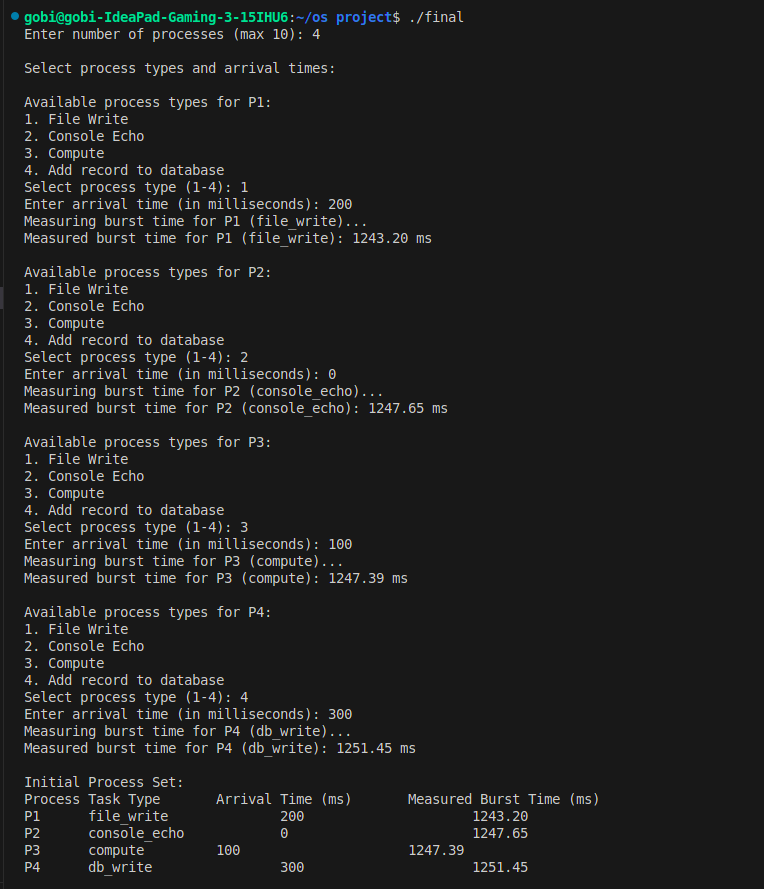 gobi@gobi-IdeaPad-Gaming-3-15IHU6:~/os project$ ./final
Enter number of processes (max 10): 4
Select process types and arrival times:
Available process types for P1:
1. File Write
2. Console Echo
3. Compute
4. Add record to database
Select process type (1-4): 1
Enter arrival time (in milliseconds): 200
Measuring burst time for P1 (file_write)...
Measured burst time for P1 (file_write): 1243.20 ms
Available process types for P2:
1. File Write
2. Console Echo
3. Compute
4. Add record to database
Select process type (1-4): 2
Enter arrival time (in milliseconds): 0
Measuring burst time for P2 (console_echo)...
Measured burst time for P2 (console_echo): 1247.65 ms
Available process types for P3:
1. File Write
2. Console Echo
3. Compute
4. Add record to database
Select process type (1-4): 3
Enter arrival time (in milliseconds): 100
Measuring burst time for P3 (compute)...
Measured burst time for P3 (compute): 1247.39 ms
Available process types for P4:
1. File Write
2. Console Echo
3. Compute
4. Add record to database
Select process type (1-4): 4
Enter arrival time (in milliseconds): 300
Measuring burst time for P4 (db_write)...
Measured burst time for P4 (db_write): 1251.45 ms
Initial Process Set:
Process Task Type Arrival Time (ms) Measured Burst Time (ms)
P1 file_write 200 1243.20
P2 console_echo 0 1247.65
P3 compute 100 1247.39
P4 db_write 300 1251.45